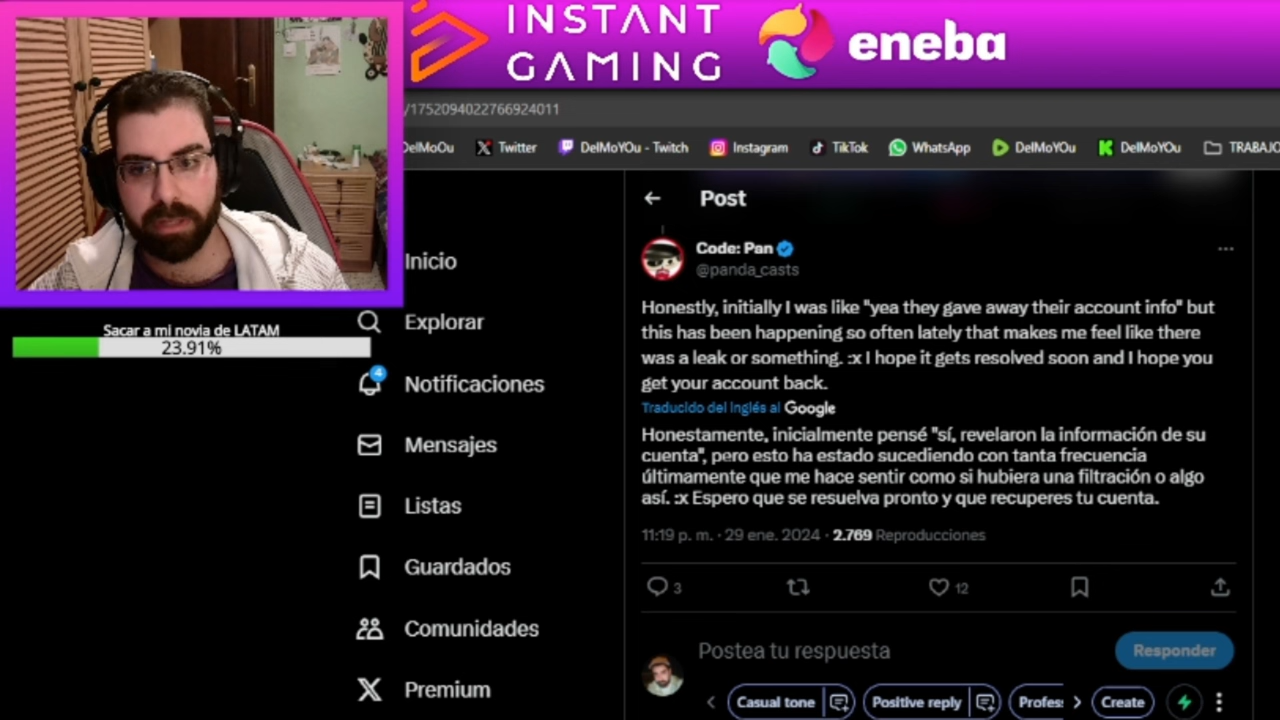 INSTANT
GAMING
eneba
/1752094022766924011
DelMoOu
Twitter
DelMoYOu - Twitch
Instagram
TikTok
WhatsApp
DelMoYOu
DelMoYOu
TRABAJO
Post
Code: Pan
@panda_casts
Honestly, initially I was like "yea they gave away their account info" but
this has been happening so often lately that makes me feel like there
was a leak or something. :x I hope it gets resolved soon and I hope you
get your account back.
Traducido del inglés al Google
Honestamente, inicialmente pensé "sí, revelaron la información de su
cuenta", pero esto ha estado sucediendo con tanta frecuencia
últimamente que me hace sentir como si hubiera una filtración o algo
así. :x Espero que se resuelva pronto y que recuperes tu cuenta.
11:19 p. m. · 29 ene. 2024 · 2.769 Reproducciones
3
12
Postea tu respuesta
Responder
Casual tone
Positive reply
Profes
Create
Sacar a mi novia de LATAM
23.91%
Inicio
Explorar
4
Notificaciones
Mensajes
Listas
Guardados
Comunidades
Premium